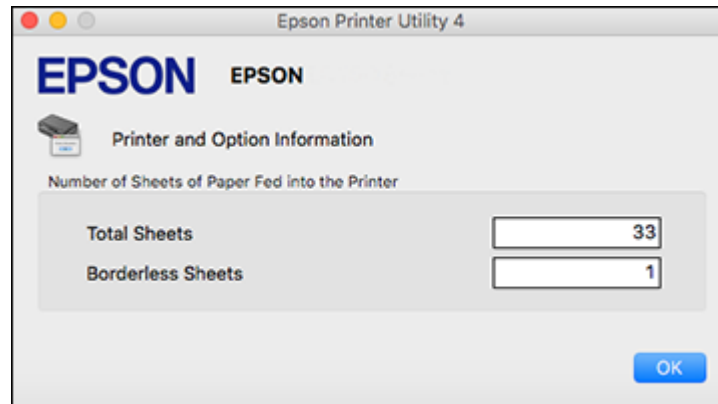 Epson Printer Utility 4
EPSON EPSON
Printer and Option Information
Number of Sheets of Paper Fed into the Printer
Total Sheets 33
Borderless Sheets 1
OK